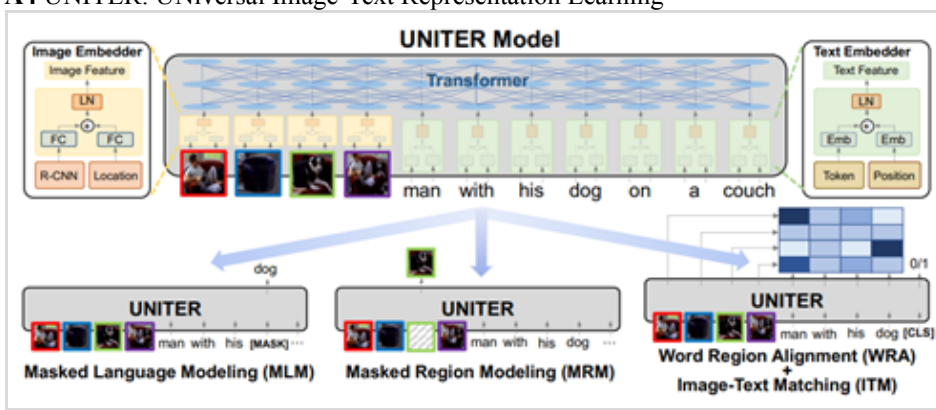 A4 UNITER: UNiversal Image-Text Representation Learning
UNITER Model
Image Embedder
Image Feature
LN
FC
FC
R-CNN
Location
Transformer
man with his dog on a couch
Text Embedder
Text Feature
LN
Emb
Emb
Token
Position
dog
UNITER
man with his [MASK] ...
Masked Language Modeling (MLM)
UNITER
man with his dog ...
Masked Region Modeling (MRM)
0/1
UNITER
man with his dog [CLS]
Word Region Alignment (WRA)
+
Image-Text Matching (ITM)